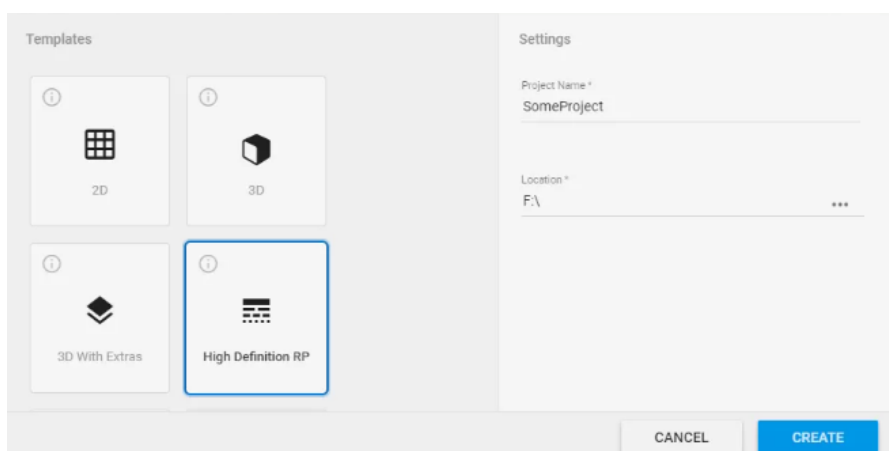 Templates
2D
3D
3D With Extras
High Definition RP
Settings
Project Name *
SomeProject
Location *
F:\
...
CANCEL
CREATE